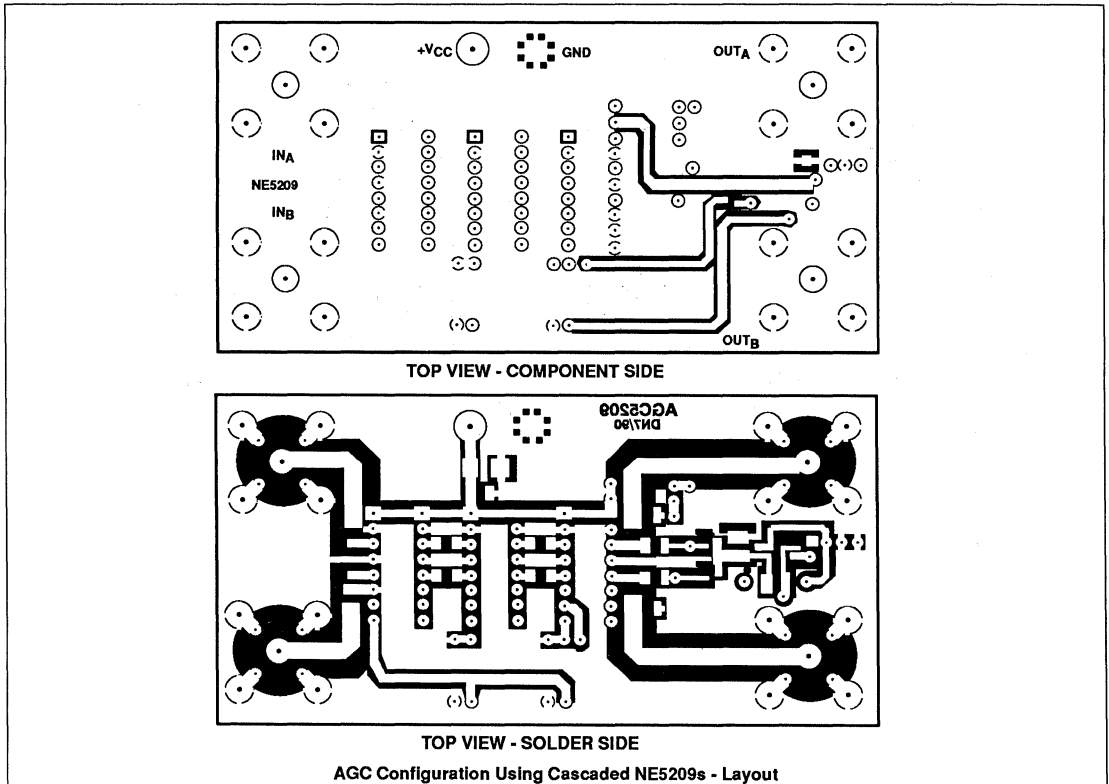 +VCC GND OUTA
INA
NE5209
INB
OUTB
TOP VIEW - COMPONENT SIDE
AGC5209
DN7/90
TOP VIEW - SOLDER SIDE
AGC Configuration Using Cascaded NE5209s - Layout